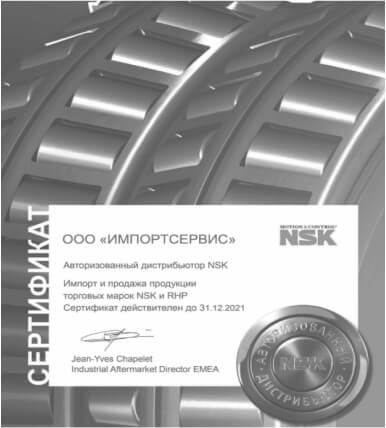 СЕРТИФИКАТ
MOTION & CONTROL
NSK
ООО «ИМПОРТСЕРВИС»
Авторизованный дистрибьютор NSK
Импорт и продажа продукции
торговых марок NSK и RHP
Сертификат действителен до 31.12.2021
Jean-Yves Chapelet
Industrial Aftermarket Director EMEA
АВТОРИЗОВАННЫЙ
NSK
ДИСТРИБЬЮТОР